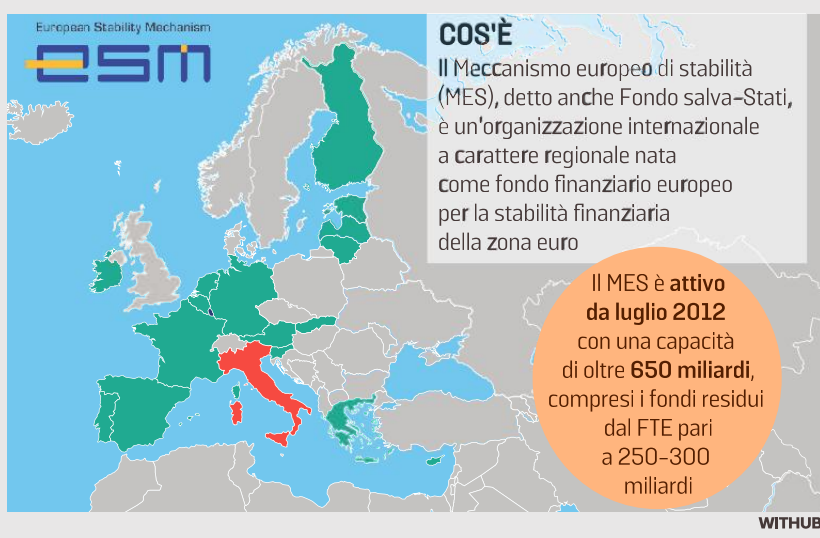 European Stability Mechanism
esm
COS'È
Il Meccanismo europeo di stabilità
(MES), detto anche Fondo salva-Stati,
è un'organizzazione internazionale
a carattere regionale nata
come fondo finanziario europeo
per la stabilità finanziaria
della zona euro
Il MES è attivo
da luglio 2012
con una capacità
di oltre 650 miliardi,
compresi i fondi residui
dal FTE pari
a 250-300
miliardi
WITHUB